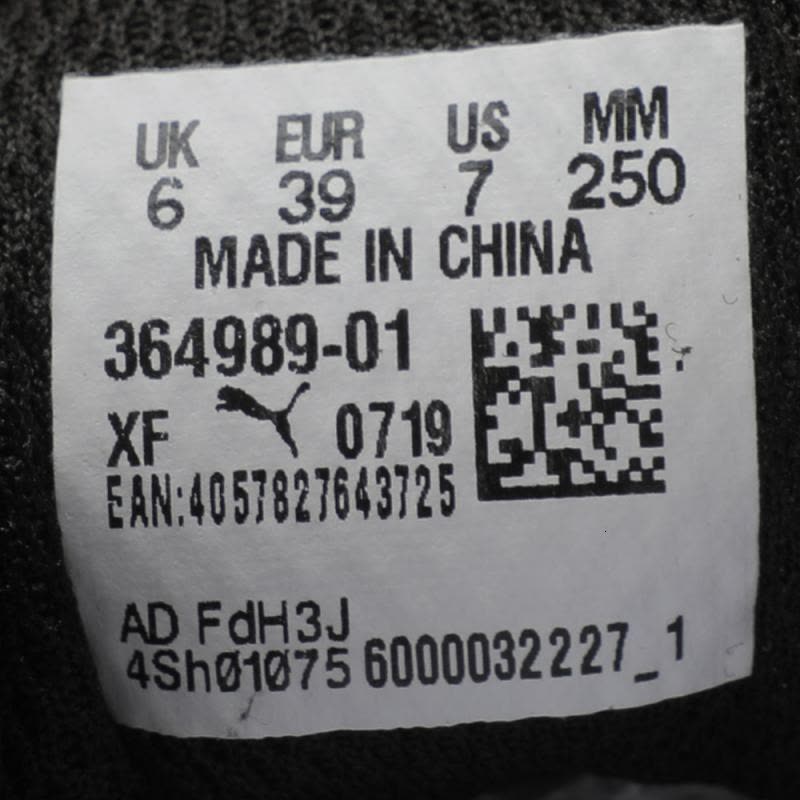 UK EUR US MM
6 39 7 250
MADE IN CHINA
364989-01
XF 0719
EAN:4057827643725
AD FdH3J
4ShØ1Ø75 6000032227_1